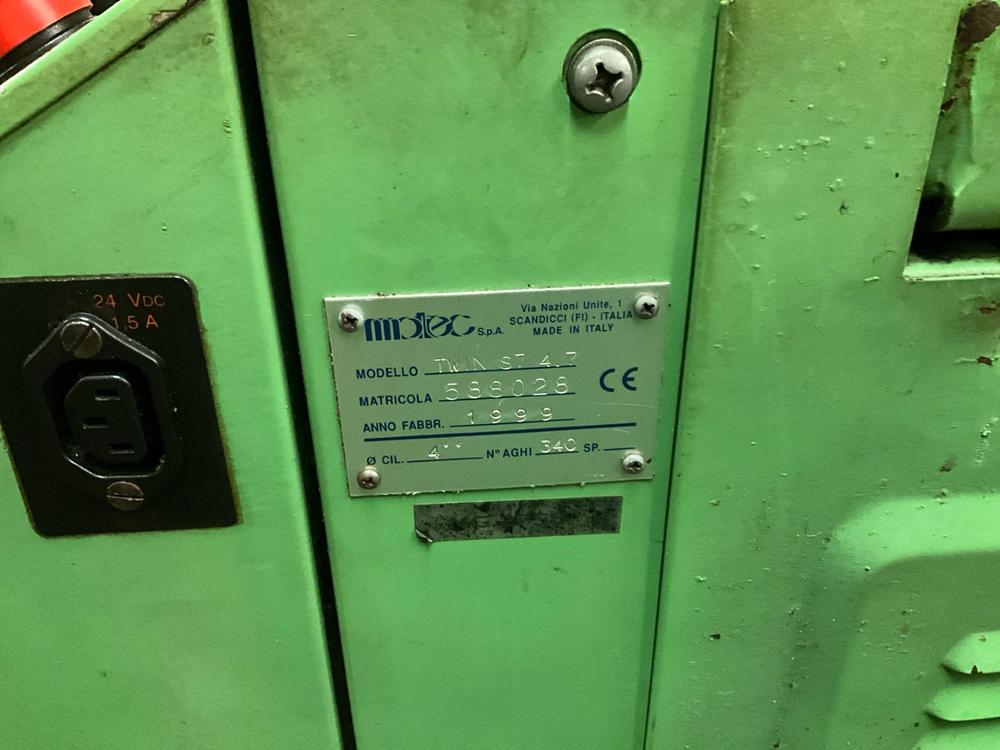 24 VDC
1,5 A
matec S.p.A.
Via Nazioni Unite, 1
SCANDICCI (FI) - ITALIA
MADE IN ITALY
MODELLO TWIN S7 4.7
MATRICOLA 588028
CE
ANNO FABBR. 1999
Ø CIL. 4'' N° AGHI 340 SP.